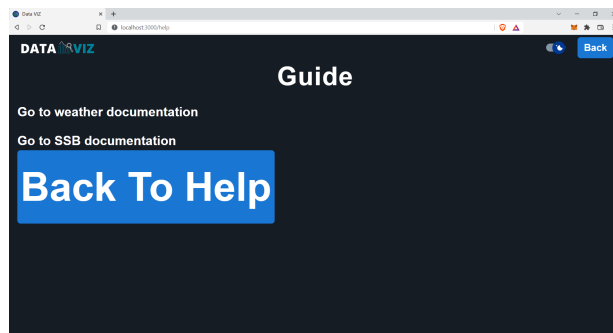 Data VIZ
localhost:3000/help
DATA VIZ
Back
Guide
Go to weather documentation
Go to SSB documentation
Back To Help